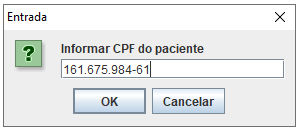 Entrada
Informar CPF do paciente
161.675.984-61
OK
Cancelar